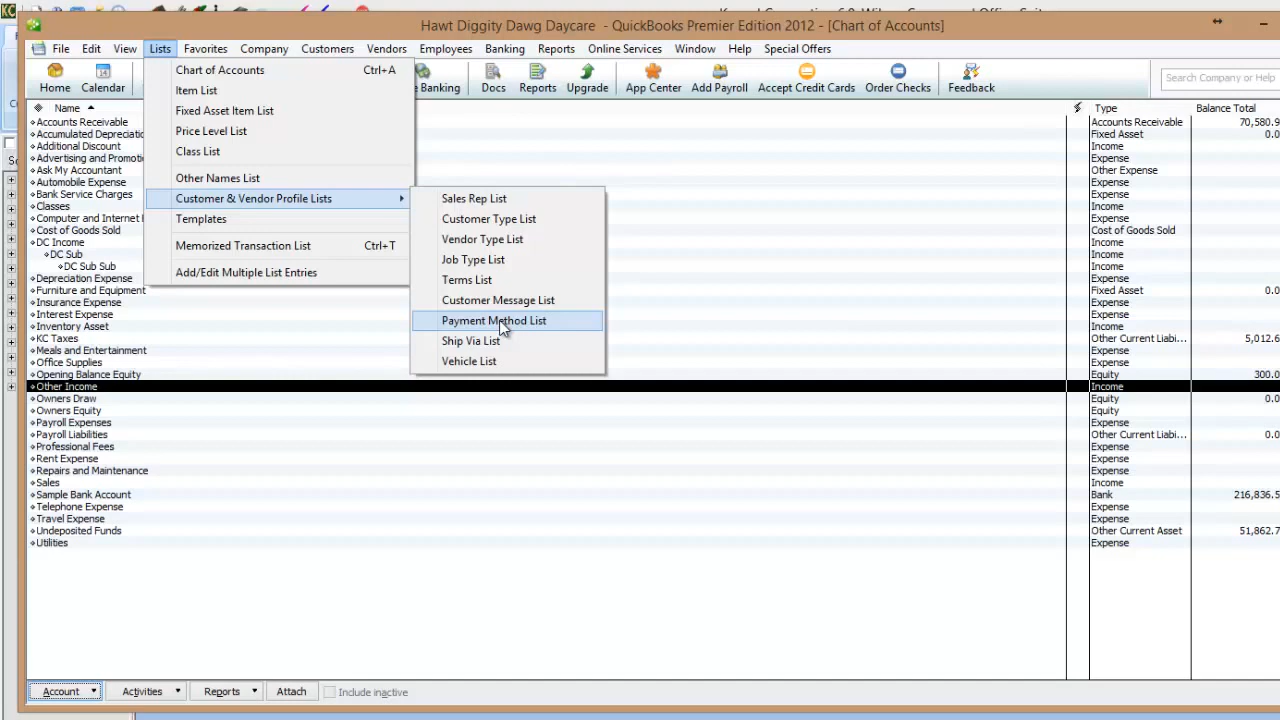 Hawt Diggity Dawg Daycare - QuickBooks Premier Edition 2012 - [Chart of Accounts]
File Edit View Lists Favorites Company Customers Vendors Employees Banking Reports Online Services Window Help Special Offers
Home Calendar Banking Docs Reports Upgrade App Center Add Payroll Accept Credit Cards Order Checks Feedback Search Company or Help
Chart of Accounts Ctrl+A
Item List
Fixed Asset Item List
Price Level List
Class List
Other Names List
Customer & Vendor Profile Lists
Templates
Memorized Transaction List Ctrl+T
Add/Edit Multiple List Entries
Sales Rep List
Customer Type List
Vendor Type List
Job Type List
Terms List
Customer Message List
Payment Method List
Ship Via List
Vehicle List
Name Type Balance Total
Accounts Receivable Accounts Receivable 70,580.9
Accumulated Depreciatio Fixed Asset 0.0
Additional Discount Income
Advertising and Promotio Expense
Ask My Accountant Other Expense
Automobile Expense Expense
Bank Service Charges Expense
Classes Income
Computer and Internet Expense
Cost of Goods Sold Cost of Goods Sold
DC Income Income
DC Sub Income
DC Sub Sub Income
Depreciation Expense Expense
Furniture and Equipment Fixed Asset 0.0
Insurance Expense Expense
Interest Expense Expense
Inventory Asset Income
KC Taxes Other Current Liabi... 5,012.6
Meals and Entertainment Expense
Office Supplies Expense
Opening Balance Equity Equity 300.0
Other Income Income
Owners Draw Equity 0.0
Owners Equity Equity
Payroll Expenses Expense
Payroll Liabilities Other Current Liabi... 0.0
Professional Fees Expense
Rent Expense Expense
Repairs and Maintenance Expense
Sales Income
Sample Bank Account Bank 216,836.5
Telephone Expense Expense
Travel Expense Expense
Undeposited Funds Other Current Asset 51,862.7
Utilities Expense
Account Activities Reports Attach Include inactive